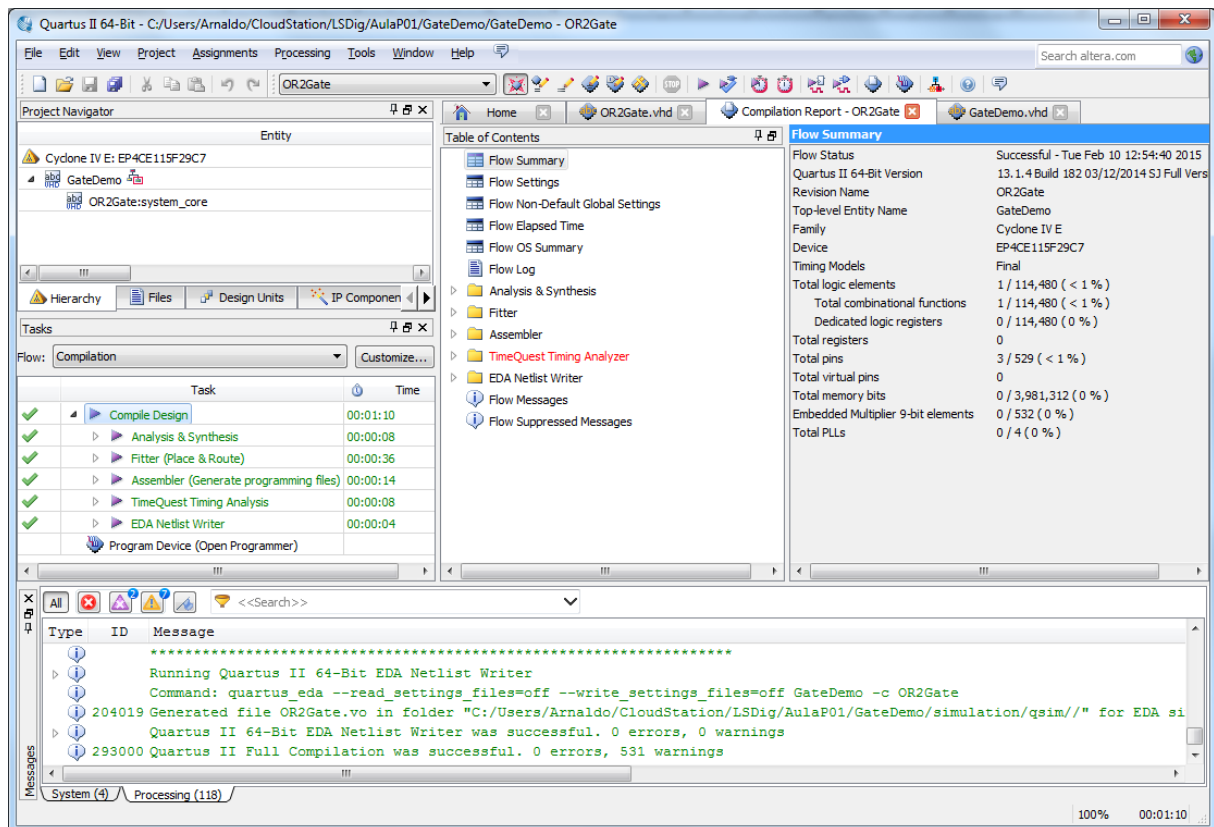 Quartus II 64-Bit - C:/Users/Arnaldo/CloudStation/LSDig/AulaP01/GateDemo/GateDemo - OR2Gate
File Edit View Project Assignments Processing Tools Window Help
Search altera.com
OR2Gate
STOP
Project Navigator
Entity
Cyclone IV E: EP4CE115F29C7
abd VHD GateDemo
abd VHD OR2Gate:system_core
Hierarchy Files Design Units IP Componen
Tasks
Flow: Compilation Customize...
Task Time
Compile Design 00:01:10
Analysis & Synthesis 00:00:08
Fitter (Place & Route) 00:00:36
Assembler (Generate programming files) 00:00:14
TimeQuest Timing Analysis 00:00:08
EDA Netlist Writer 00:00:04
Program Device (Open Programmer)
Home OR2Gate.vhd Compilation Report - OR2Gate GateDemo.vhd
Table of Contents
Flow Summary
Flow Settings
Flow Non-Default Global Settings
Flow Elapsed Time
Flow OS Summary
Flow Log
Analysis & Synthesis
Fitter
Assembler
TimeQuest Timing Analyzer
EDA Netlist Writer
Flow Messages
Flow Suppressed Messages
Flow Summary
Flow Status Successful - Tue Feb 10 12:54:40 2015
Quartus II 64-Bit Version 13.1.4 Build 182 03/12/2014 SJ Full Vers
Revision Name OR2Gate
Top-level Entity Name GateDemo
Family Cyclone IV E
Device EP4CE115F29C7
Timing Models Final
Total logic elements 1 / 114,480 ( < 1 % )
Total combinational functions 1 / 114,480 ( < 1 % )
Dedicated logic registers 0 / 114,480 ( 0 % )
Total registers 0
Total pins 3 / 529 ( < 1 % )
Total virtual pins 0
Total memory bits 0 / 3,981,312 ( 0 % )
Embedded Multiplier 9-bit elements 0 / 532 ( 0 % )
Total PLLs 0 / 4 ( 0 % )
All 2 7 <<Search>>
Type ID Message
*******************************************************************
Running Quartus II 64-Bit EDA Netlist Writer
Command: quartus_eda --read_settings_files=off --write_settings_files=off GateDemo -c OR2Gate
204019 Generated file OR2Gate.vo in folder "C:/Users/Arnaldo/CloudStation/LSDig/AulaP01/GateDemo/simulation/qsim//" for EDA si
Quartus II 64-Bit EDA Netlist Writer was successful. 0 errors, 0 warnings
293000 Quartus II Full Compilation was successful. 0 errors, 531 warnings
Messages
System (4) Processing (118)
100% 00:01:10